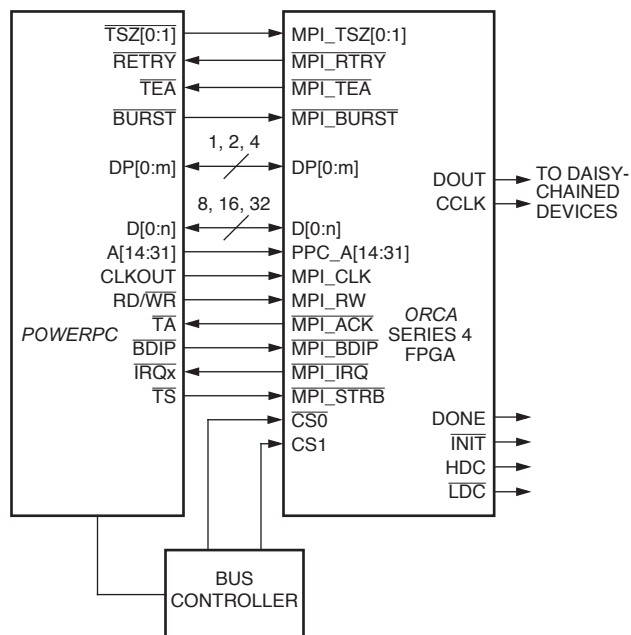 TSZ[0:1] MPI_TSZ[0:1]
RETRY MPI_RTRY
TEA MPI_TEA
BURST MPI_BURST
1, 2, 4
DP[0:m] DP[0:m]
DOUT TO DAISY-
CCLK CHAINED
DEVICES
8, 16, 32
D[0:n] D[0:n]
A[14:31] PPC_A[14:31]
CLKOUT MPI_CLK
RD/WR MPI_RW
POWERPC
TA MPI_ACK
ORCA
SERIES 4
FPGA
BDIP MPI_BDIP
IRQx MPI_IRQ
TS MPI_STRB
CS0
CS1
DONE
INIT
HDC
LDC
BUS
CONTROLLER